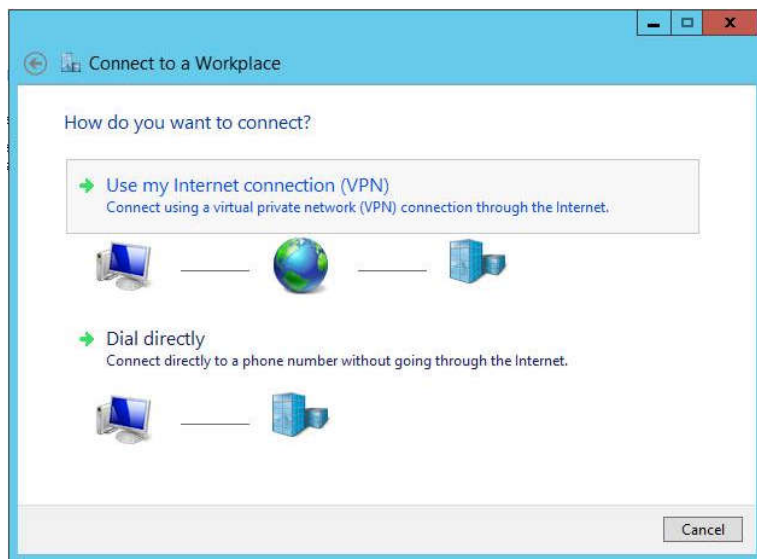 Connect to a Workplace
How do you want to connect?
Use my Internet connection (VPN)
Connect using a virtual private network (VPN) connection through the Internet.
Dial directly
Connect directly to a phone number without going through the Internet.
Cancel